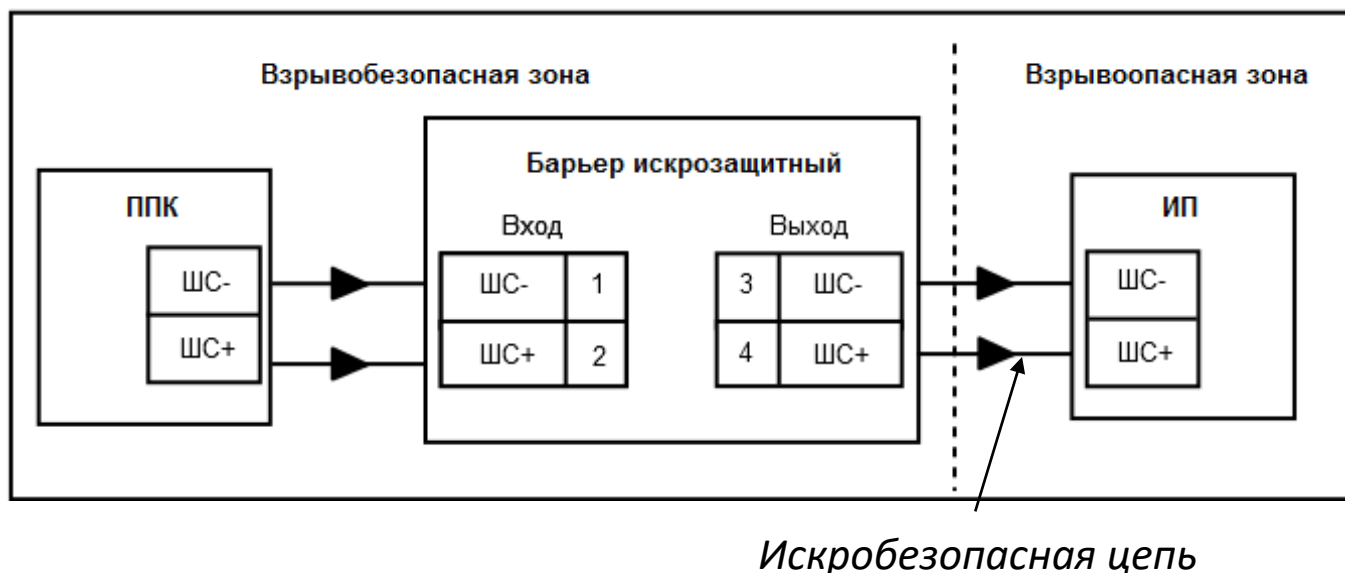 Взрывобезопасная зона
Взрывоопасная зона
Барьер искрозащитный
ППК
ИП
Вход
Выход
ШС-
ШС- 1
3 ШС-
ШС-
ШС+
ШС+ 2
4 ШС+
ШС+
Искробезопасная цепь